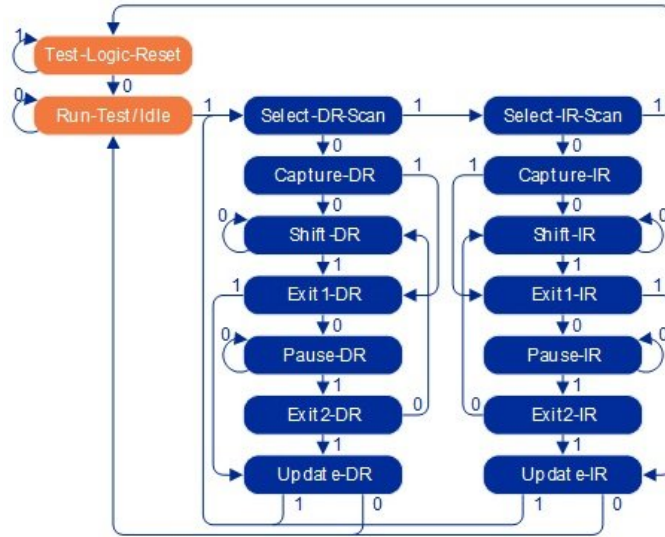 1 Test-Logic-Reset
0
0 Run-Test/Idle 1 Select-DR-Scan 1 Select-IR-Scan 1
0 0
Capture-DR 1 1 Capture-IR
0 0
0 Shift-DR Shift-IR 0
1 1
1 Exit1-DR Exit1-IR 1
0 0
0 Pause-DR Pause-IR 0
1 1
Exit2-DR 0 0 Exit2-IR
1 1
Update-DR Update-IR
1 0 1 0